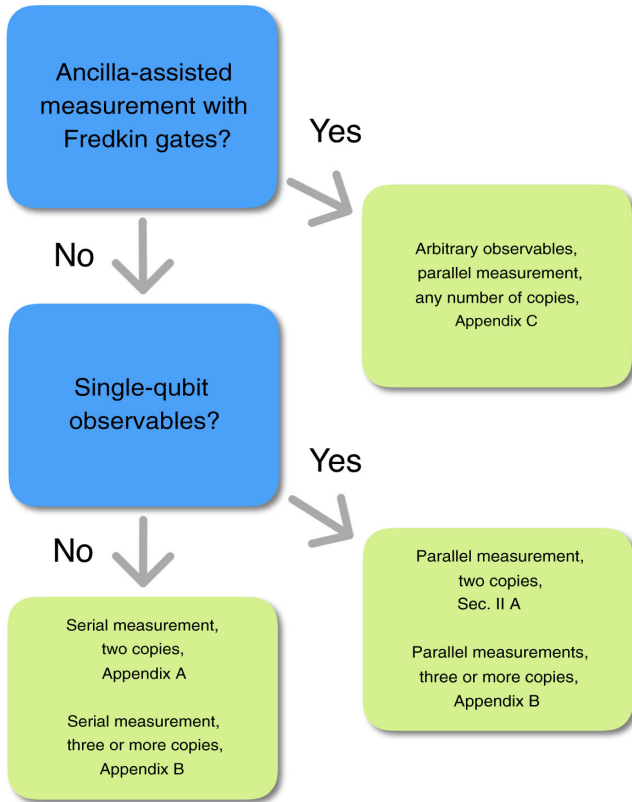 Ancilla-assisted
measurement with
Fredkin gates?
Yes
No
Arbitrary observables,
parallel measurement,
any number of copies,
Appendix C
Single-qubit
observables?
Yes
No
Parallel measurement,
two copies,
Sec. II A
Parallel measurements,
three or more copies,
Appendix B
Serial measurement,
two copies,
Appendix A
Serial measurement,
three or more copies,
Appendix B